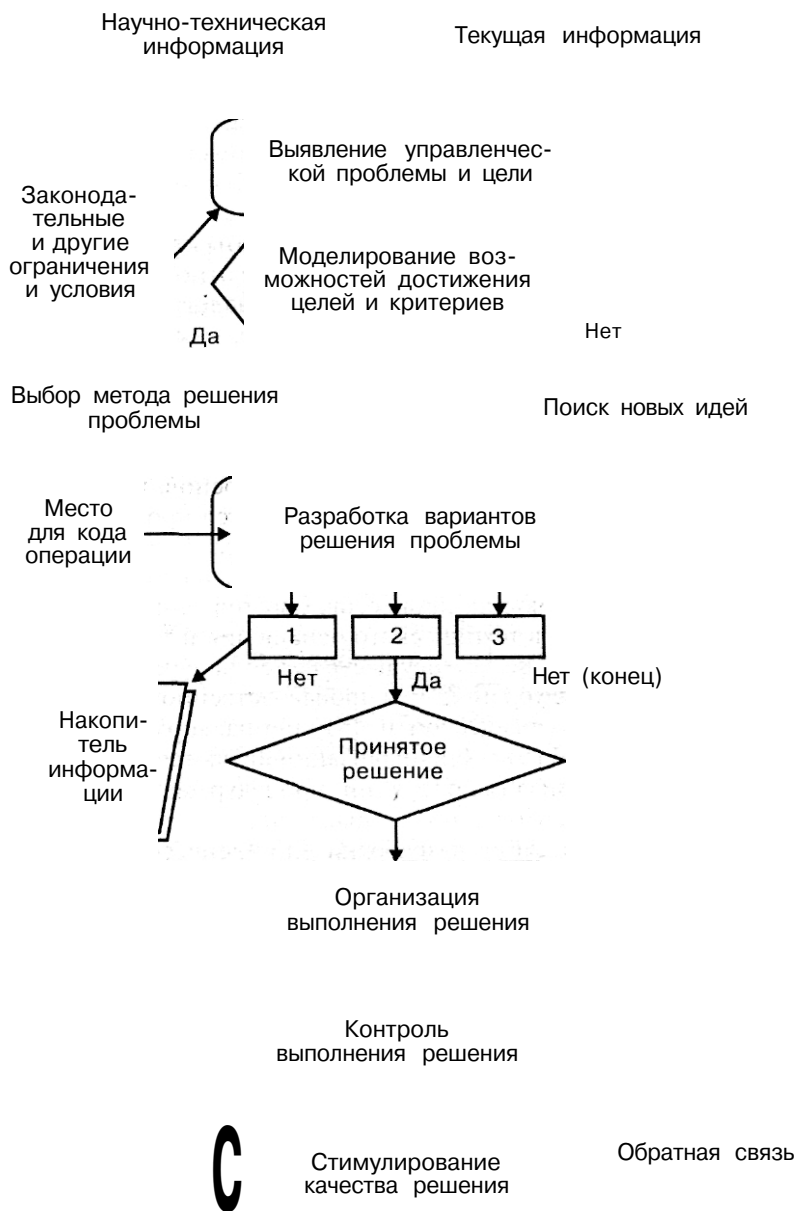 Научно-техническая
информация
Текущая информация
Выявление управленчес-
кой проблемы и цели
Законода-
тельные
и другие
ограничения
и условия
Моделирование воз-
можностей достижения
целей и критериев
Да
Нет
Выбор метода решения
проблемы
Поиск новых идей
Место
для кода
операции
Разработка вариантов
решения проблемы
1
2
3
Нет
Да
Нет (конец)
Накопи-
тель
информа-
ции
Принятое
решение
Организация
выполнения решения
Контроль
выполнения решения
С
Стимулирование
качества решения
Обратная связь